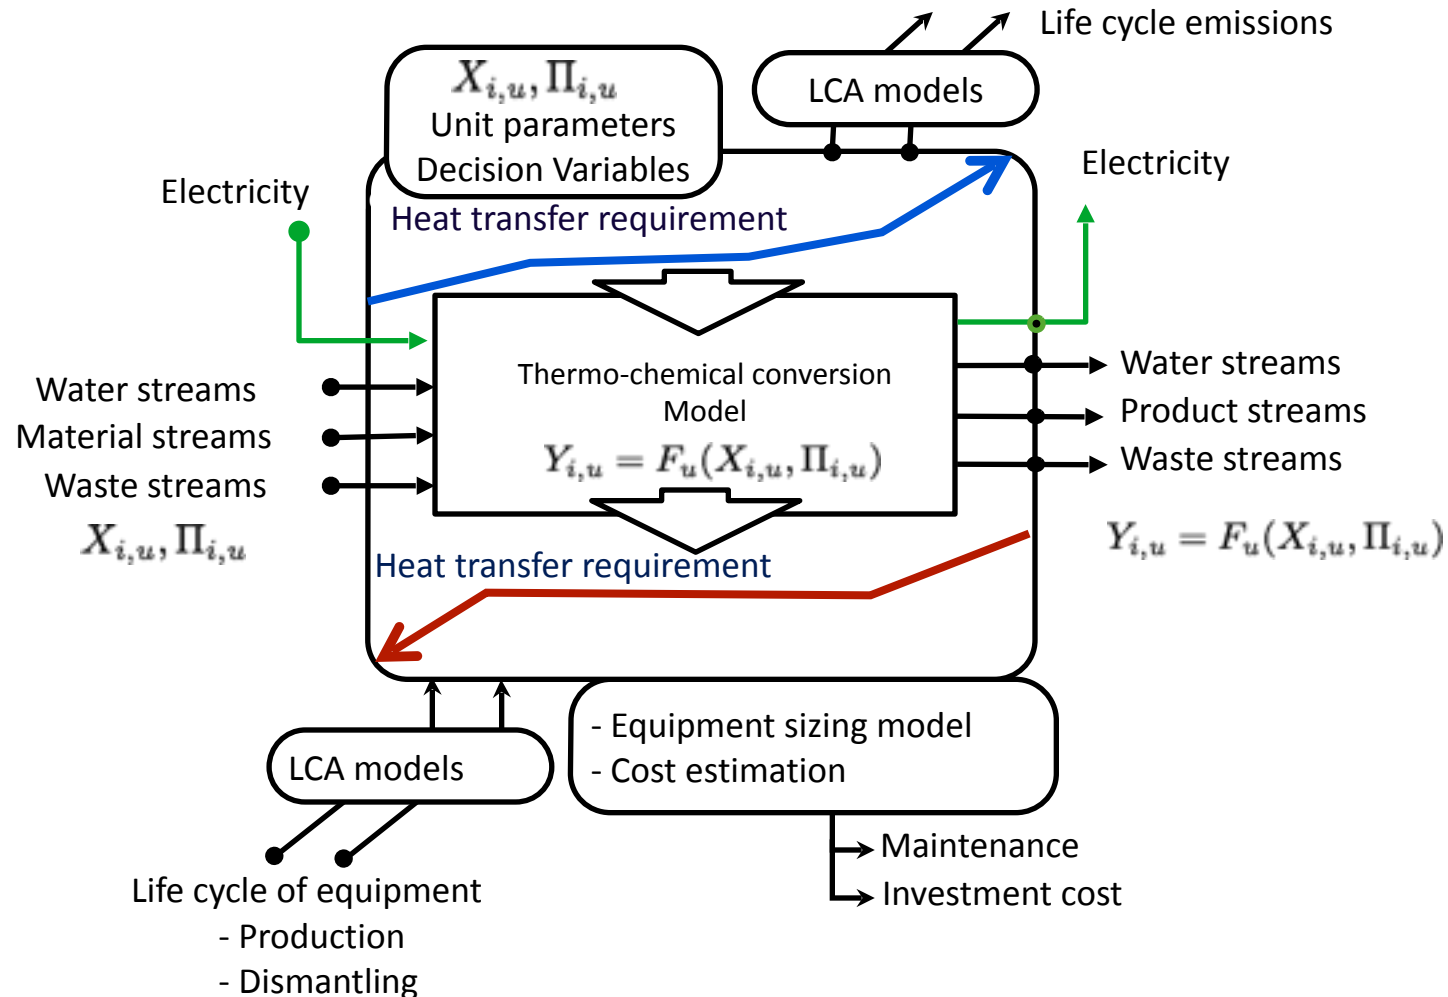 Life cycle emissions
X_{i,u}, Π_{i,u}
Unit parameters
Decision Variables
LCA models
Electricity
Electricity
Heat transfer requirement
Thermo-chemical conversion
Model
Y_{i,u} = F_u(X_{i,u}, Π_{i,u})
Water streams
Material streams
Waste streams
X_{i,u}, Π_{i,u}
Water streams
Product streams
Waste streams
Y_{i,u} = F_u(X_{i,u}, Π_{i,u})
Heat transfer requirement
- Equipment sizing model
- Cost estimation
LCA models
Maintenance
Investment cost
Life cycle of equipment
- Production
- Dismantling